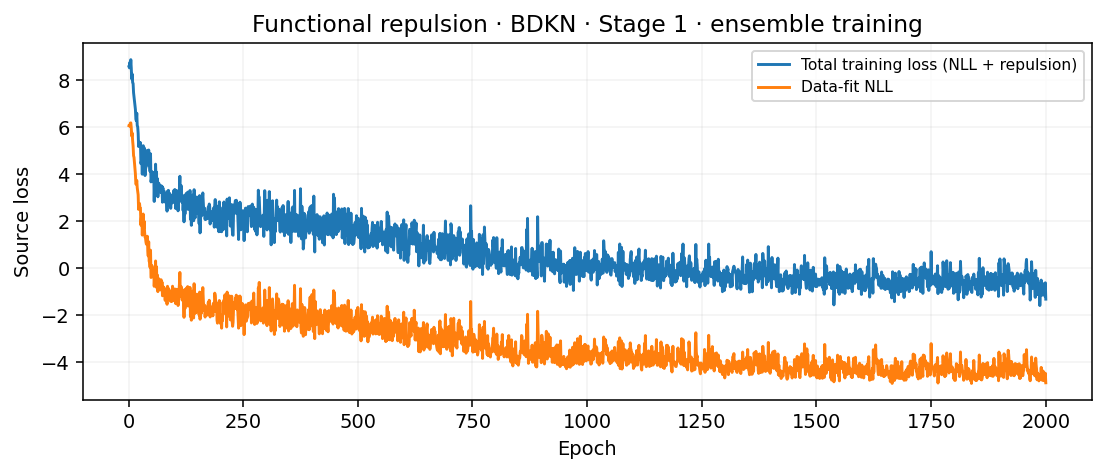 Functional repulsion · BDKN · Stage 1 · ensemble training
Total training loss (NLL + repulsion)
Data-fit NLL
Source loss
8
6
4
2
0
−2
−4
0 250 500 750 1000 1250 1500 1750 2000
Epoch